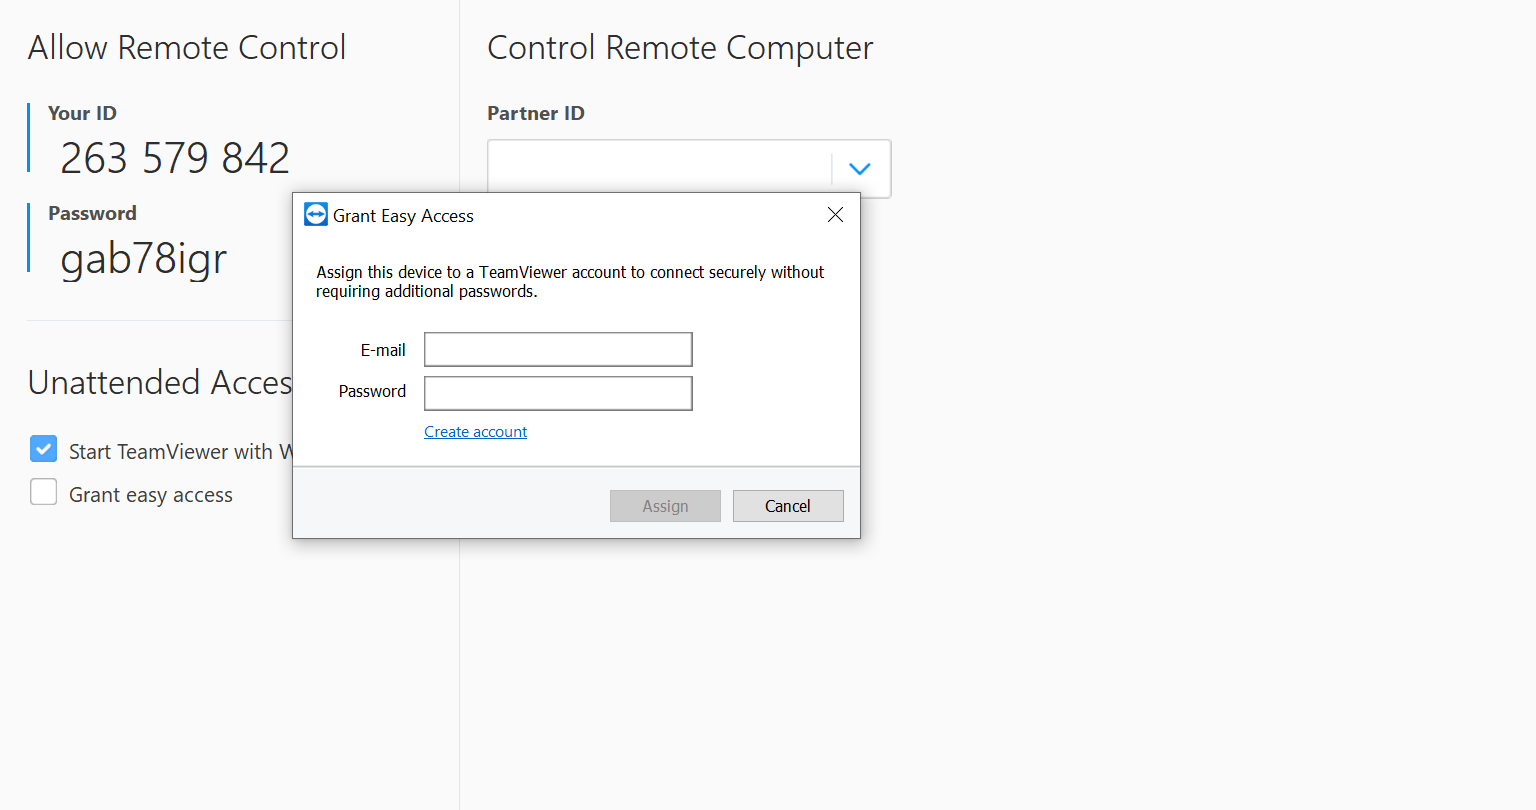 Allow Remote Control
Your ID
263 579 842
Password
gab78igr
Unattended Acces
Start TeamViewer with W
Grant easy access
Control Remote Computer
Partner ID
Grant Easy Access
Assign this device to a TeamViewer account to connect securely without
requiring additional passwords.
E-mail
Password
Create account
Assign
Cancel